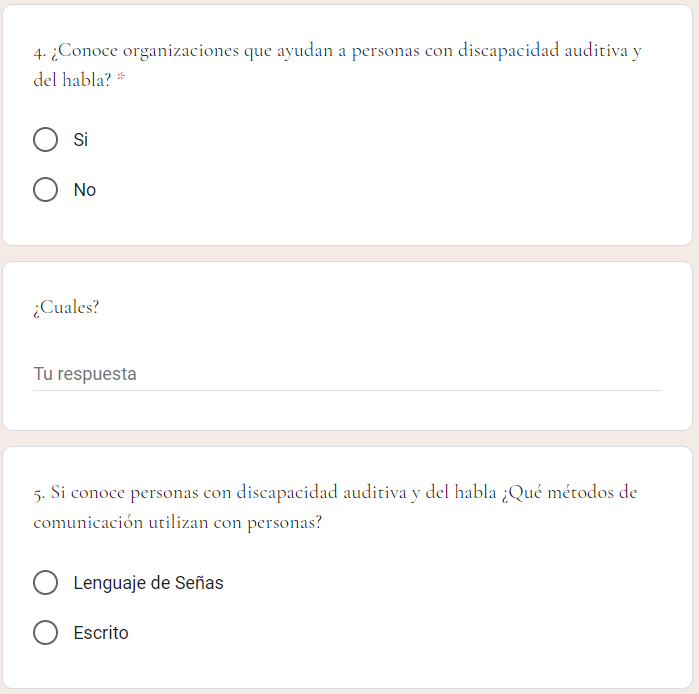 4. ¿Conoce organizaciones que ayudan a personas con discapacidad auditiva y
del habla? *
Si
No
¿Cuales?
Tu respuesta
5. Si conoce personas con discapacidad auditiva y del habla ¿Qué métodos de
comunicación utilizan con personas?
Lenguaje de Señas
Escrito